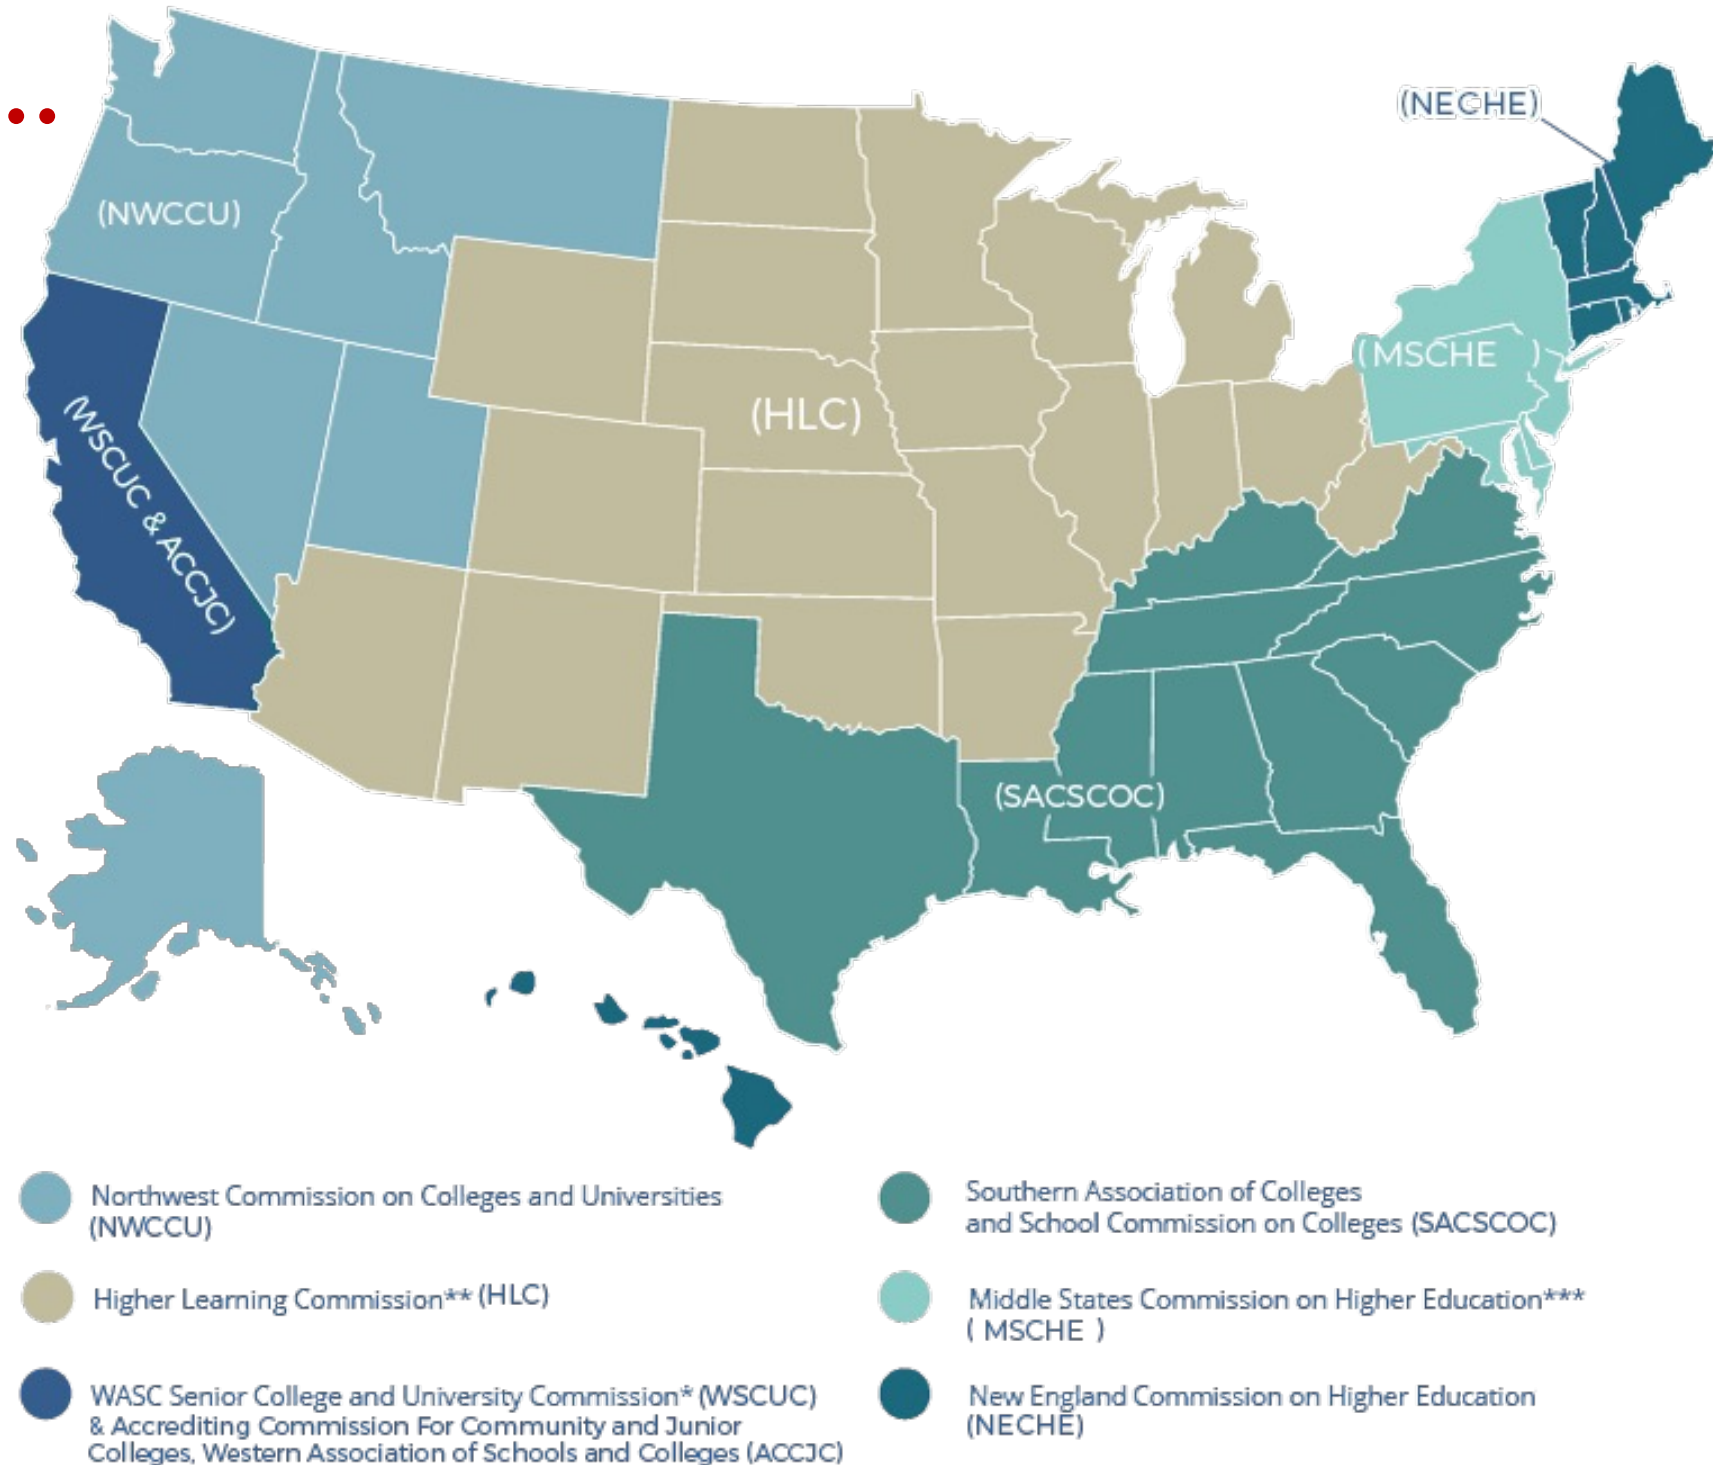 (NECHE)
(NWCCU)
(MSCHE )
(HLC)
(WSCUC & ACCJC)
(SACSCOC)
Northwest Commission on Colleges and Universities
(NWCCU)
Higher Learning Commission** (HLC)
WASC Senior College and University Commission* (WSCUC)
& Accrediting Commission For Community and Junior
Colleges, Western Association of Schools and Colleges (ACCJC)
Southern Association of Colleges
and School Commission on Colleges (SACSCOC)
Middle States Commission on Higher Education***
( MSCHE )
New England Commission on Higher Education
(NECHE)